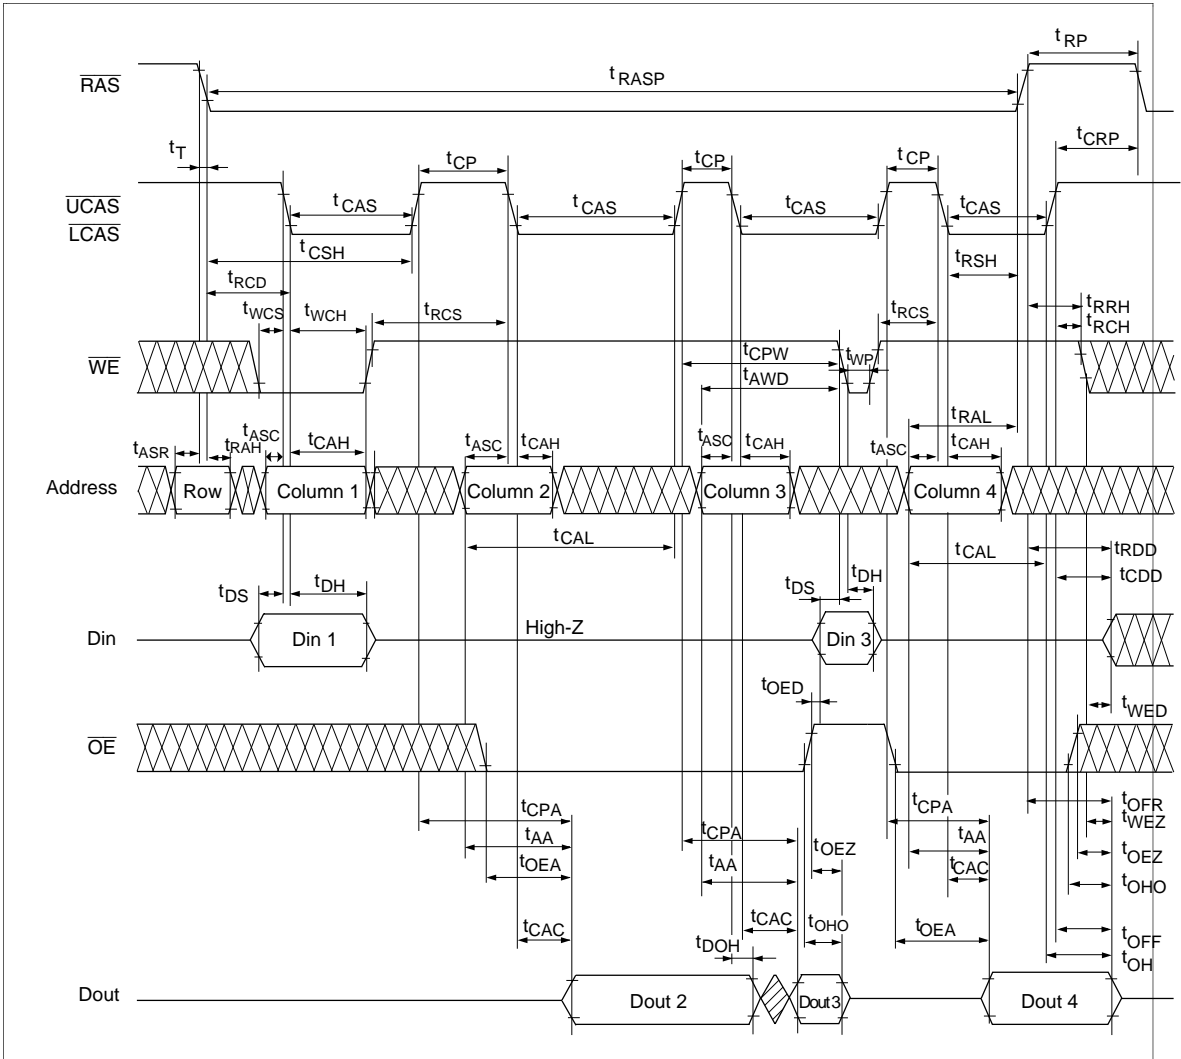 tRP
RAS
tRASP
tT
tCRP
tCP tCP tCP
UCAS
LCAS
tCAS tCAS tCAS tCAS
tCSH
tRSH
tRCD
tWCS tWCH tRCS tRCS tRRH
tRCH
WE
tCPW tWP
tAWD
tRAL
tASR tRAH tASC tCAH tASC tCAH tASC tCAH tASC tCAH
Address Row Column 1 Column 2 Column 3 Column 4
tCAL tCAL tRDD
tCDD
tDS tDH tDS tDH
Din Din 1 High-Z Din 3
tOED
tWED
OE
tCPA tCPA tCPA tOFR
tWEZ
tAA tAA tOEZ tAA tOEZ
tOEA tCAC tOHO
tCAC tDOH tCAC tOHO tOEA tOFF
tOH
Dout Dout 2 Dout 3 Dout 4